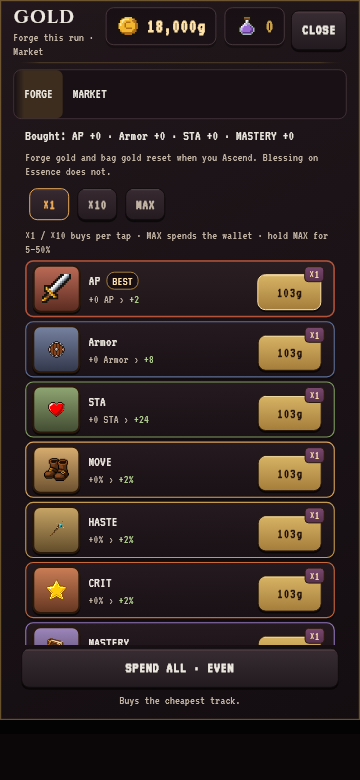 GOLD
Forge this run ·
Market
18,000g
0
CLOSE
FORGE
MARKET
Bought: AP +0 · Armor +0 · STA +0 · MASTERY +0
Forge gold and bag gold reset when you Ascend. Blessing on
Essence does not.
X1
X10
MAX
X1 / X10 buys per tap · MAX spends the wallet · hold MAX for
5–50%
AP BEST
+0 AP › +2
X1
103g
Armor
+0 Armor › +8
X1
103g
STA
+0 STA › +24
X1
103g
MOVE
+0% › +2%
X1
103g
HASTE
+0% › +2%
X1
103g
CRIT
+0% › +2%
X1
103g
MASTERY
X1
SPEND ALL · EVEN
Buys the cheapest track.